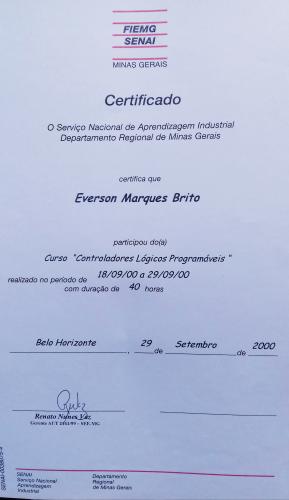 FIEMG
SENAI
MINAS GERAIS
Certificado
O Serviço Nacional de Aprendizagem Industrial
Departamento Regional de Minas Gerais
certifica que
Everson Marques Brito
participou do(a)
Curso "Controladores Lógicos Programáveis"
realizado no período de 18/09/00 a 29/09/00
com duração de 40 horas
Belo Horizonte, 29 de Setembro de 2000
Renato Nunes Vaz
SENAI
Serviço Nacional
Aprendizagem
Industrial
Departamento
Regional
de Minas Gerais